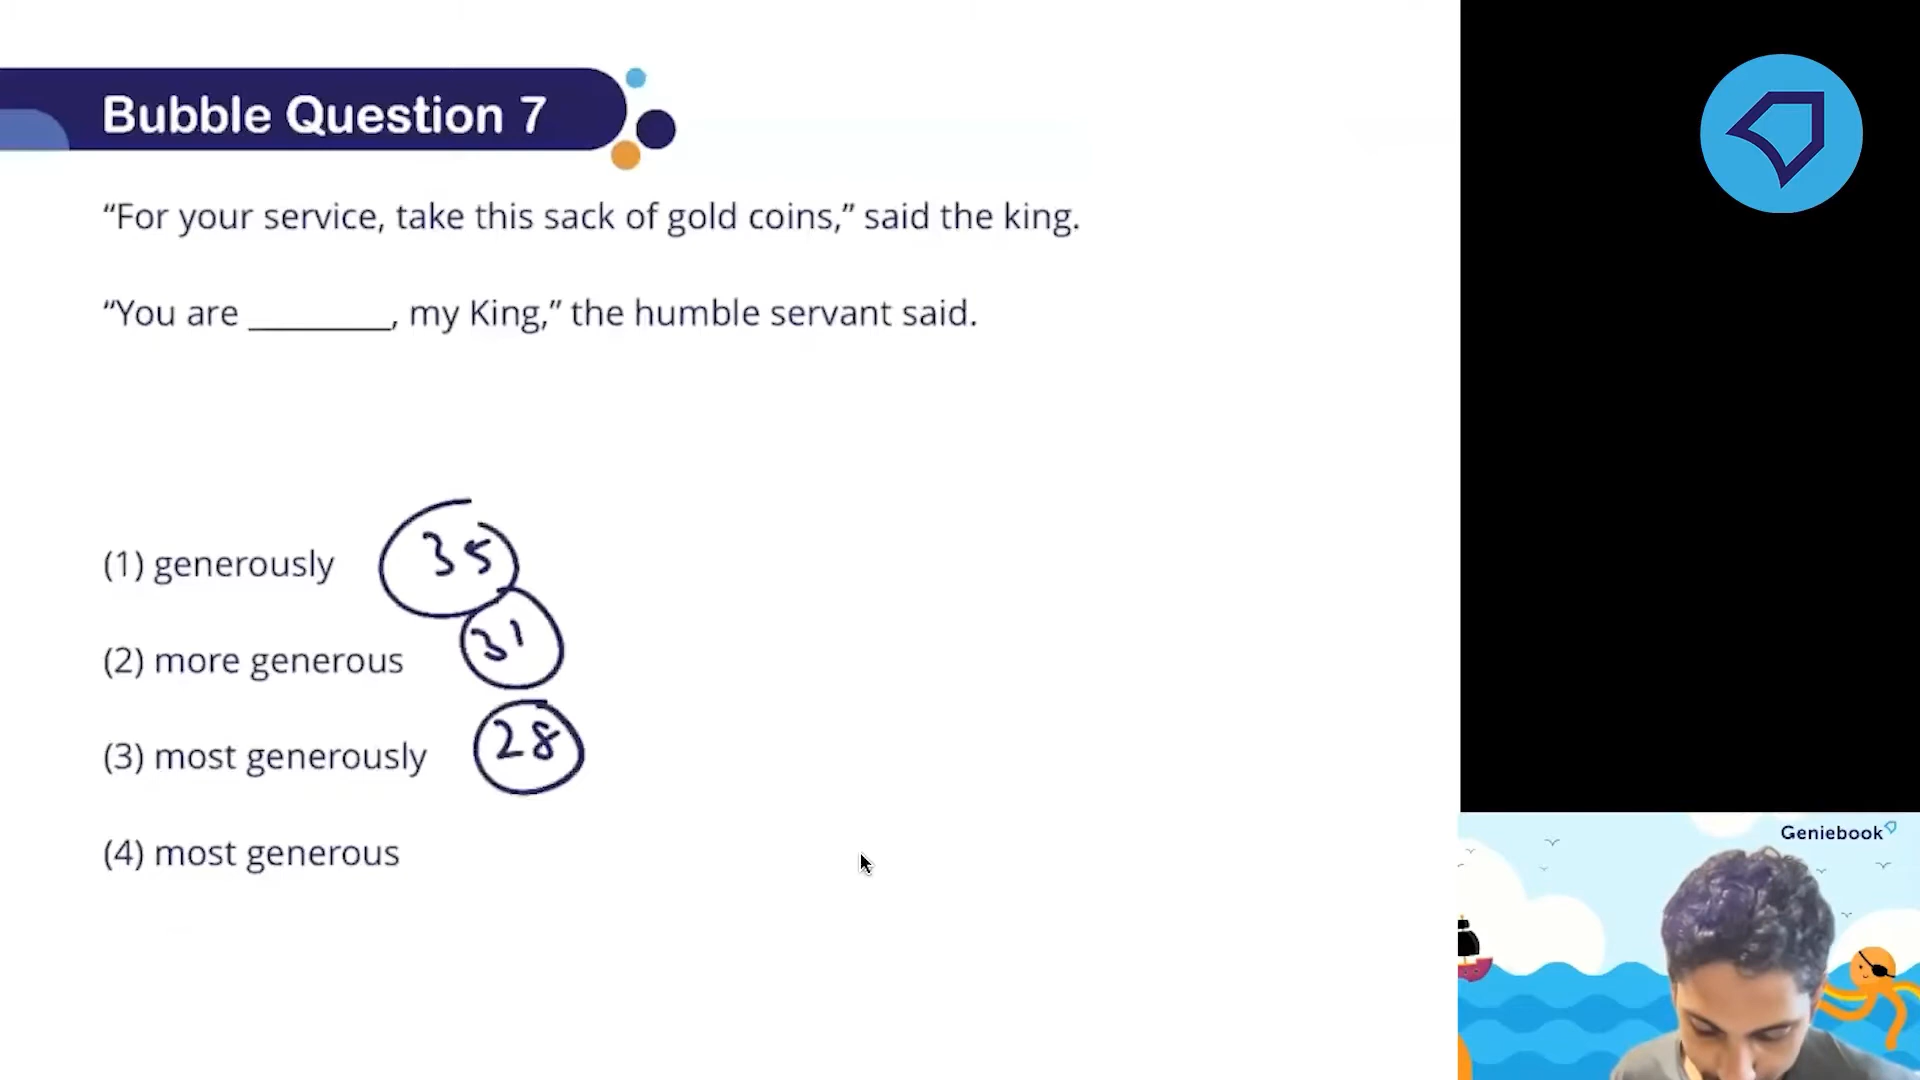 Bubble Question 7
“For your service, take this sack of gold coins,” said the king.
“You are ________, my King,” the humble servant said.
(1) generously 35
(2) more generous 31
(3) most generously 28
(4) most generous
Geniebook